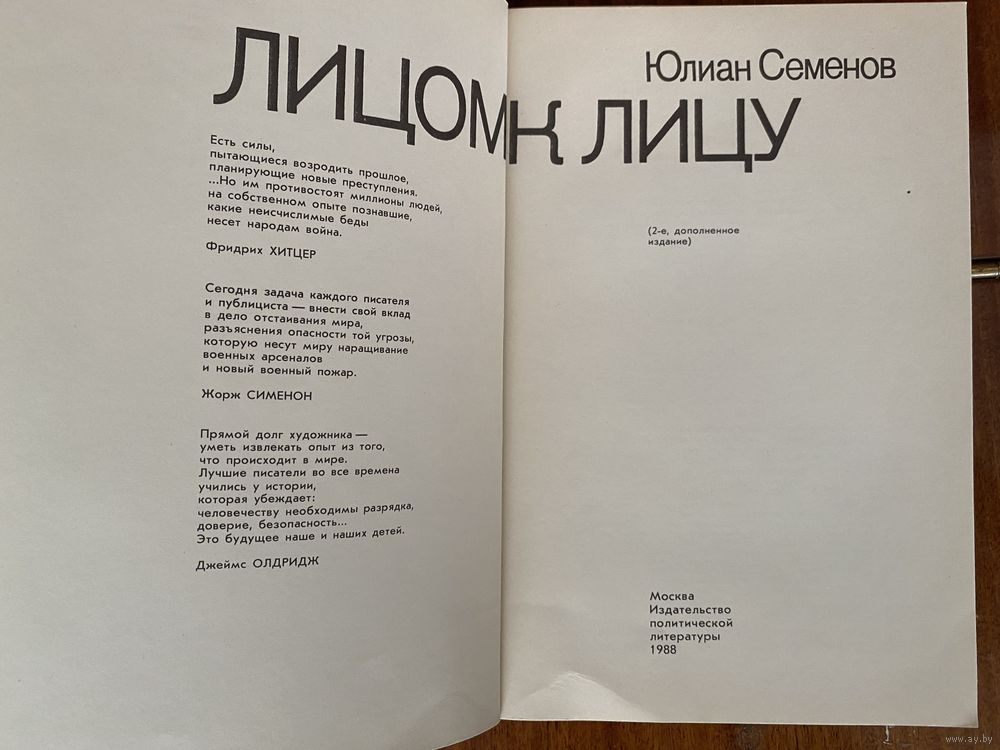 ЛИЦОМ К ЛИЦУ
Есть силы,
пытающиеся возродить прошлое,
планирующие новые преступления.
...Но им противостоят миллионы людей,
на собственном опыте познавшие,
какие неисчислимые беды
несет народам война.
Фридрих ХИТЦЕР
Сегодня задача каждого писателя
и публициста — внести свой вклад
в дело отстаивания мира,
разъяснения опасности той угрозы,
которую несут миру наращивание
военных арсеналов
и новый военный пожар.
Жорж СИМЕНОН
Прямой долг художника —
уметь извлекать опыт из того,
что происходит в мире.
Лучшие писатели во все времена
учились у истории,
которая убеждает:
человечеству необходимы разрядка,
доверие, безопасность...
Это будущее наше и наших детей.
Джеймс ОЛДРИДЖ
Юлиан Семенов
(2-е, дополненное
издание)
Москва
Издательство
политической
литературы
1988
www.ay.by